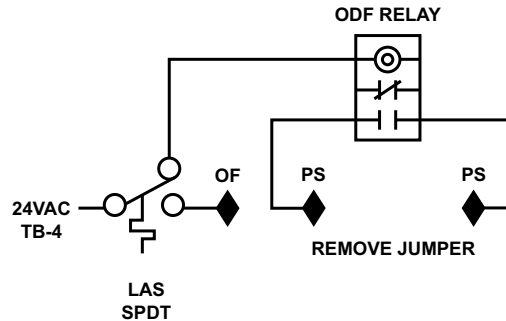 ODF RELAY
OF
PS
PS
24VAC
TB-4
REMOVE JUMPER
LAS
SPDT